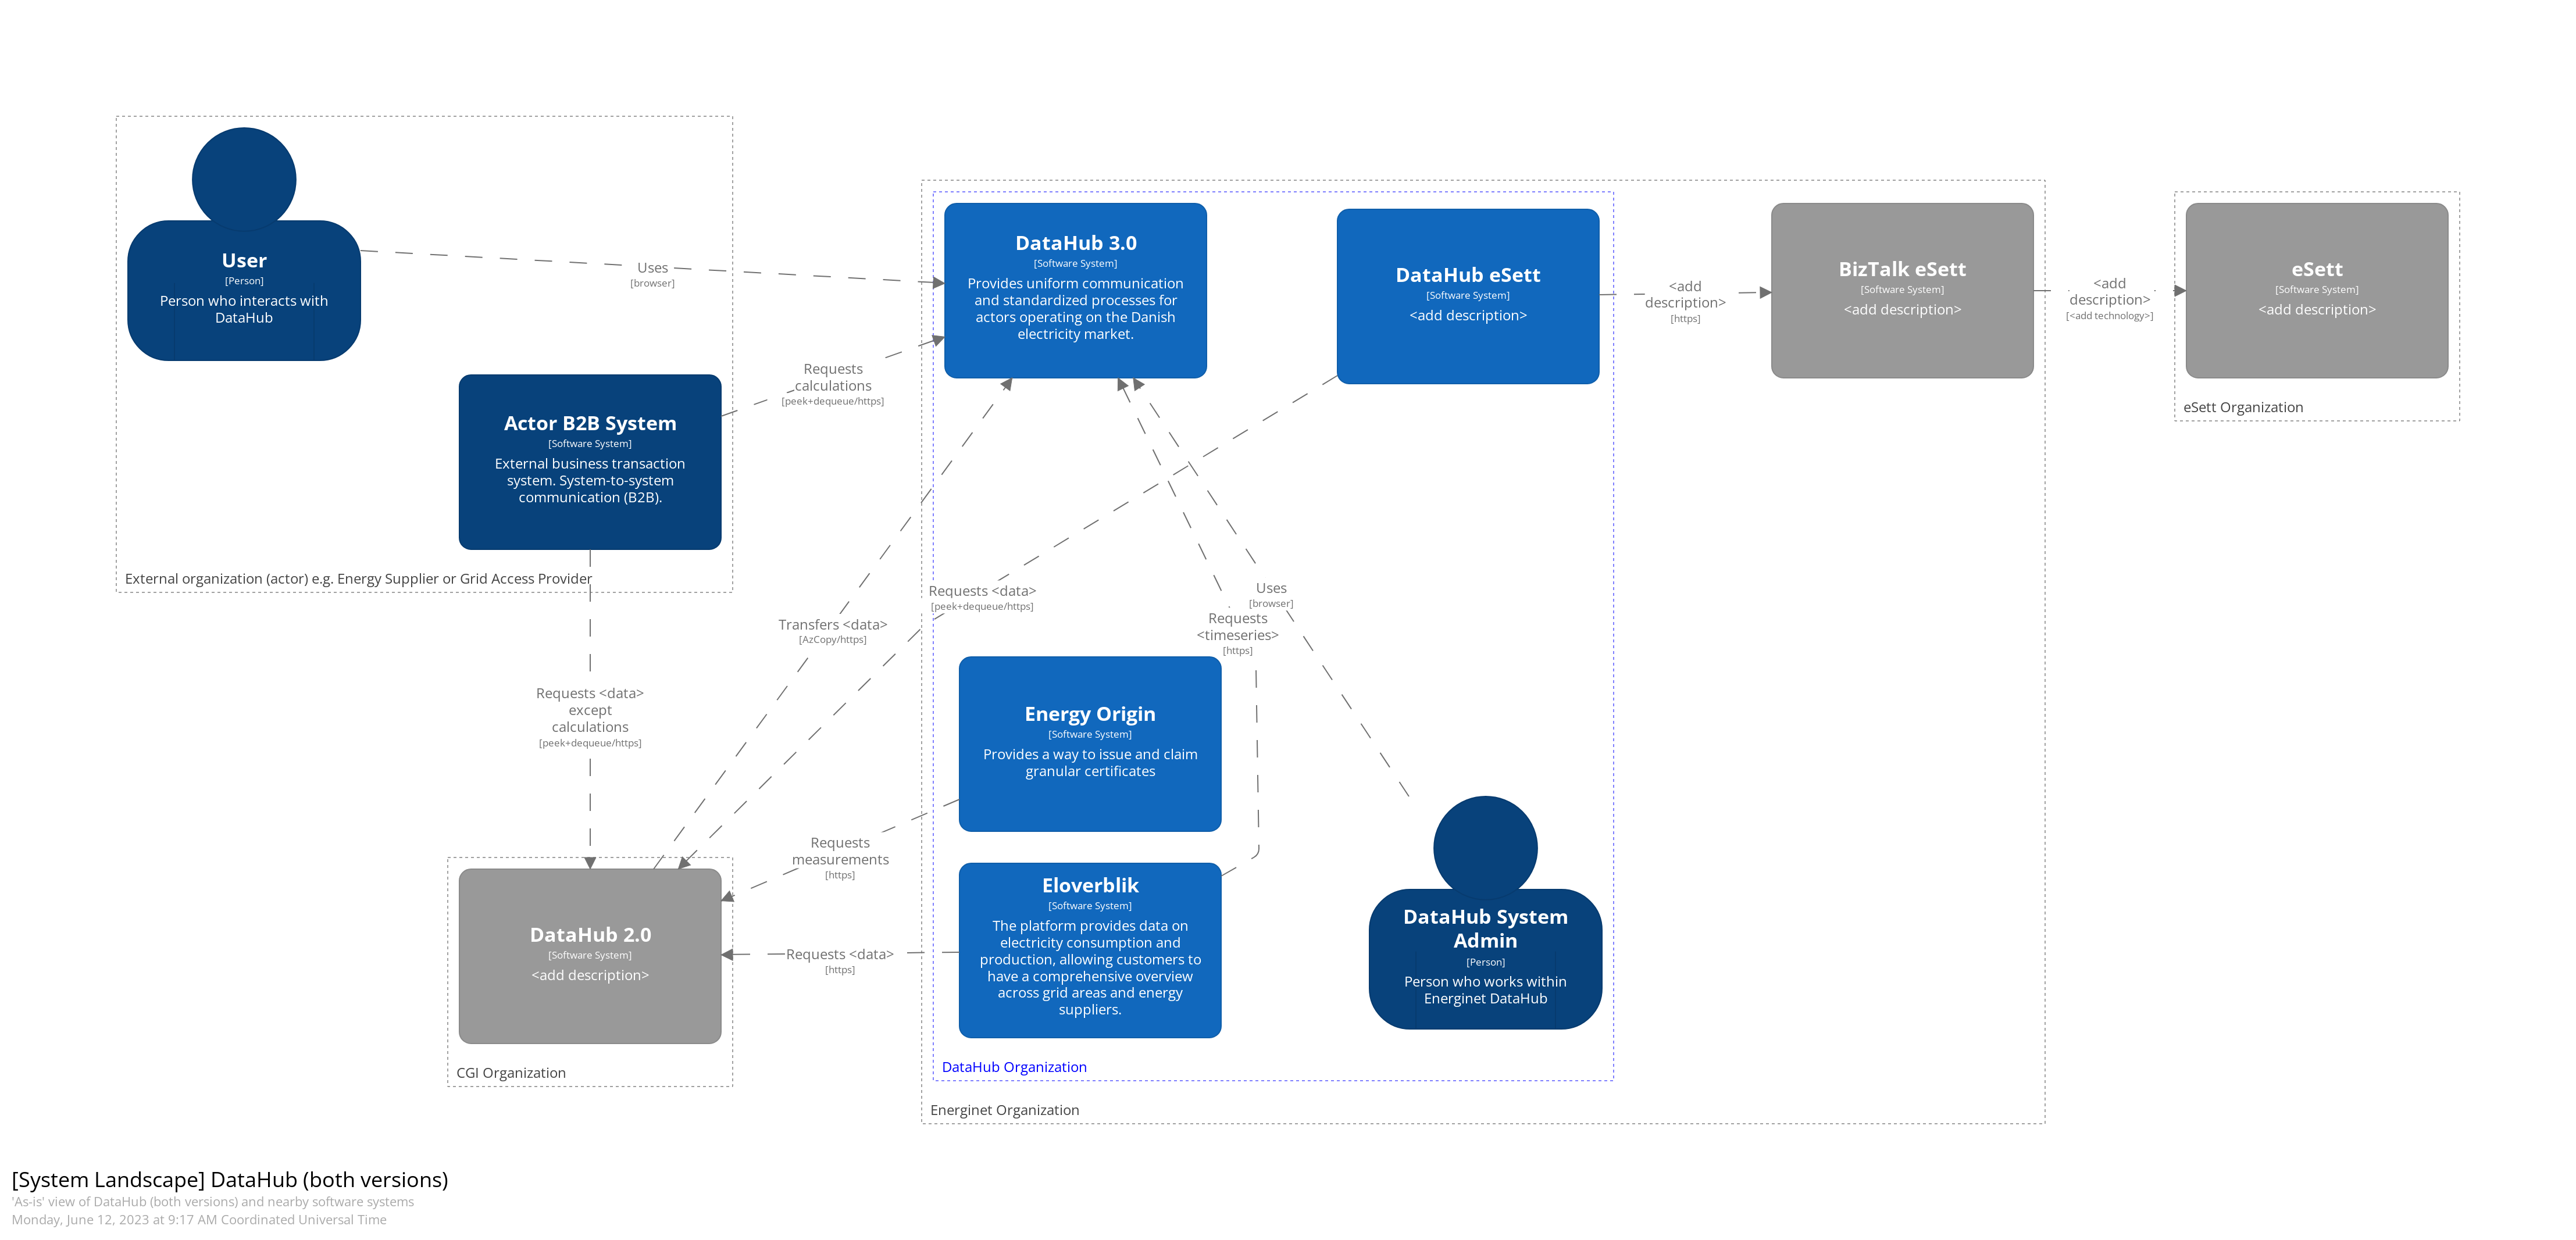 User
[Person]
Person who interacts with
DataHub
Actor B2B System
[Software System]
External business transaction
system. System-to-system
communication (B2B).
External organization (actor) e.g. Energy Supplier or Grid Access Provider
Uses
[browser]
Requests
calculations
[peek+dequeue/https]
DataHub 3.0
[Software System]
Provides uniform communication
and standardized processes for
actors operating on the Danish
electricity market.
DataHub eSett
[Software System]
<add description>
<add
description>
[https]
BizTalk eSett
[Software System]
<add description>
<add
description>
[<add technology>]
eSett
[Software System]
<add description>
eSett Organization
Requests <data>
except
calculations
[peek+dequeue/https]
Transfers <data>
[AzCopy/https]
Requests <data>
[peek+dequeue/https]
Uses
[browser]
Requests
<timeseries>
[https]
Energy Origin
[Software System]
Provides a way to issue and claim
granular certificates
Requests
measurements
[https]
DataHub 2.0
[Software System]
<add description>
CGI Organization
Requests <data>
[https]
Eloverblik
[Software System]
The platform provides data on
electricity consumption and
production, allowing customers to
have a comprehensive overview
across grid areas and energy
suppliers.
DataHub System
Admin
[Person]
Person who works within
Energinet DataHub
DataHub Organization
Energinet Organization
[System Landscape] DataHub (both versions)
'As-is' view of DataHub (both versions) and nearby software systems
Monday, June 12, 2023 at 9:17 AM Coordinated Universal Time